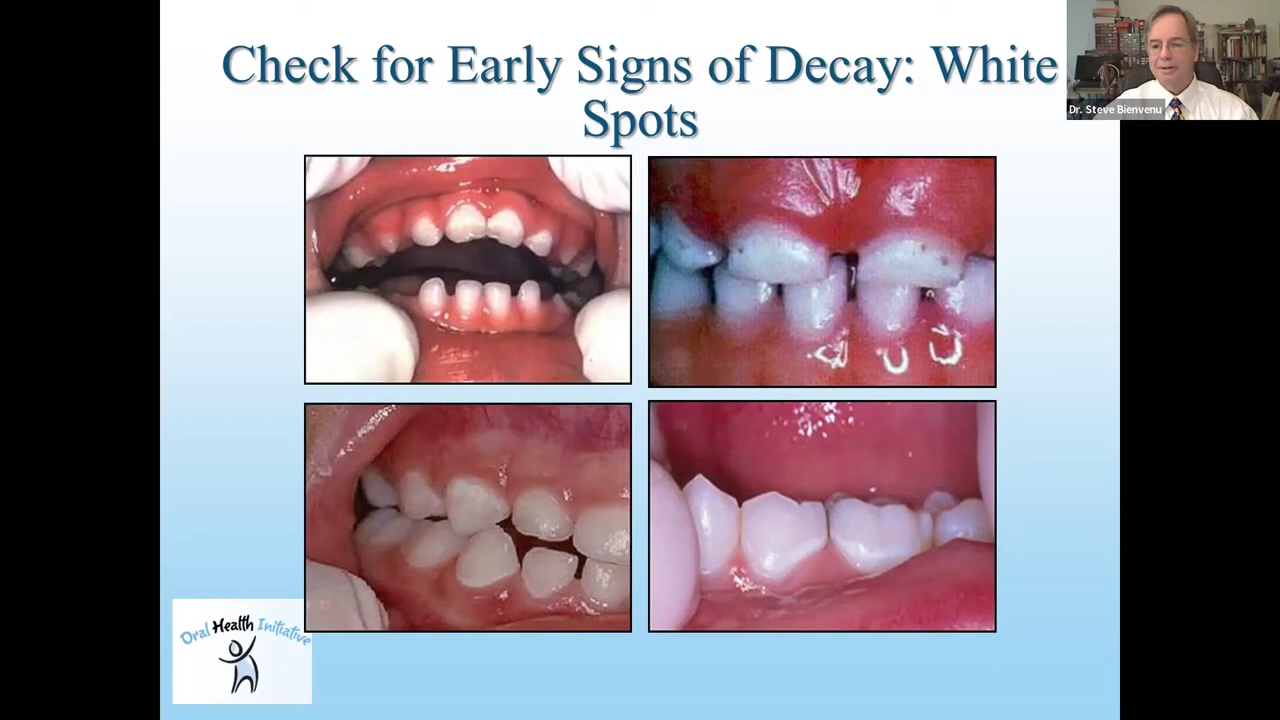 Check for Early Signs of Decay: White
Spots
Dr. Steve Bienvenu
Oral Health Initiative